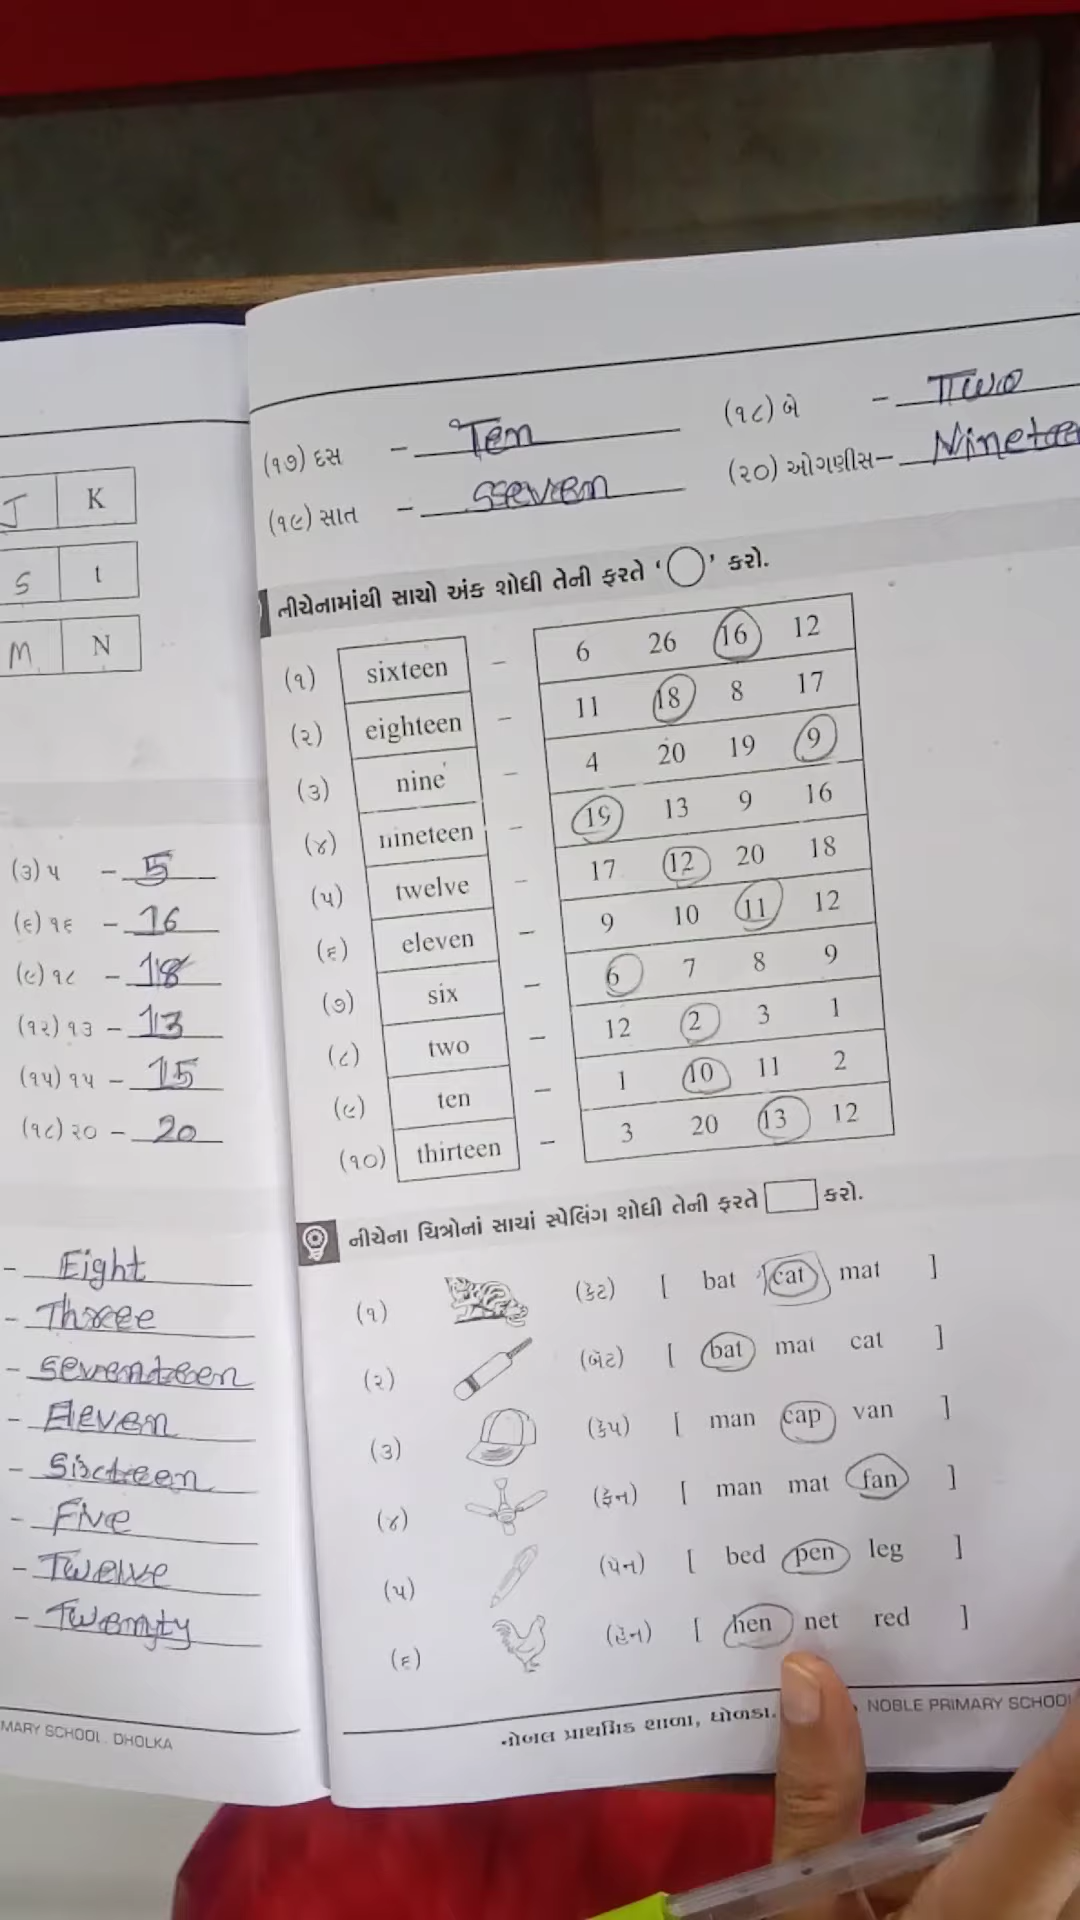 J K
S t
M N
(૩) ૫ - 5
(૬) ૧૬ - 16
(૯) ૧૮ - 18
(૧૨) ૧૩ - 13
(૧૫) ૧૫ - 15
(૧૮) ૨૦ - 20
- Eight
- Three
- seventeen
- Eleven
- Sixteen
- Five
- Twelve
- Twenty
MARY SCHOOL, DHOLKA
(૧૭) દસ - Ten (૧૮) બે - Two
(૧૯) સાત - Seven (૨૦) ઓગણીસ -
નીચેનામાંથી સાચો અંક શોધી તેની ફરતે ‘◯’ કરો.
(૧) sixteen - 6 26 16 12
(૨) eighteen - 11 18 8 17
(૩) nine - 4 20 19 9
(૪) nineteen - 19 13 9 16
(૫) twelve - 17 12 20 18
(૬) eleven - 9 10 11 12
(૭) six - 6 7 8 9
(૮) two - 12 2 3 1
(૯) ten - 1 10 11 2
(૧૦) thirteen - 3 20 13 12
નીચેના ચિત્રોનાં સાચાં સ્પેલિંગ શોધી તેની ફરતે ▭ કરો.
(૧) (કેટ) [ bat cat mat ]
(૨) (બૅટ) [ bat mat cat ]
(૩) (કેપ) [ man cap van ]
(૪) (ફેન) [ man mat fan ]
(૫) (પેન) [ bed pen leg ]
(૬) (હેન) [ hen net red ]
નોબલ પ્રાથમિક શાળા, ધોળકા. NOBLE PRIMARY SCHOOL